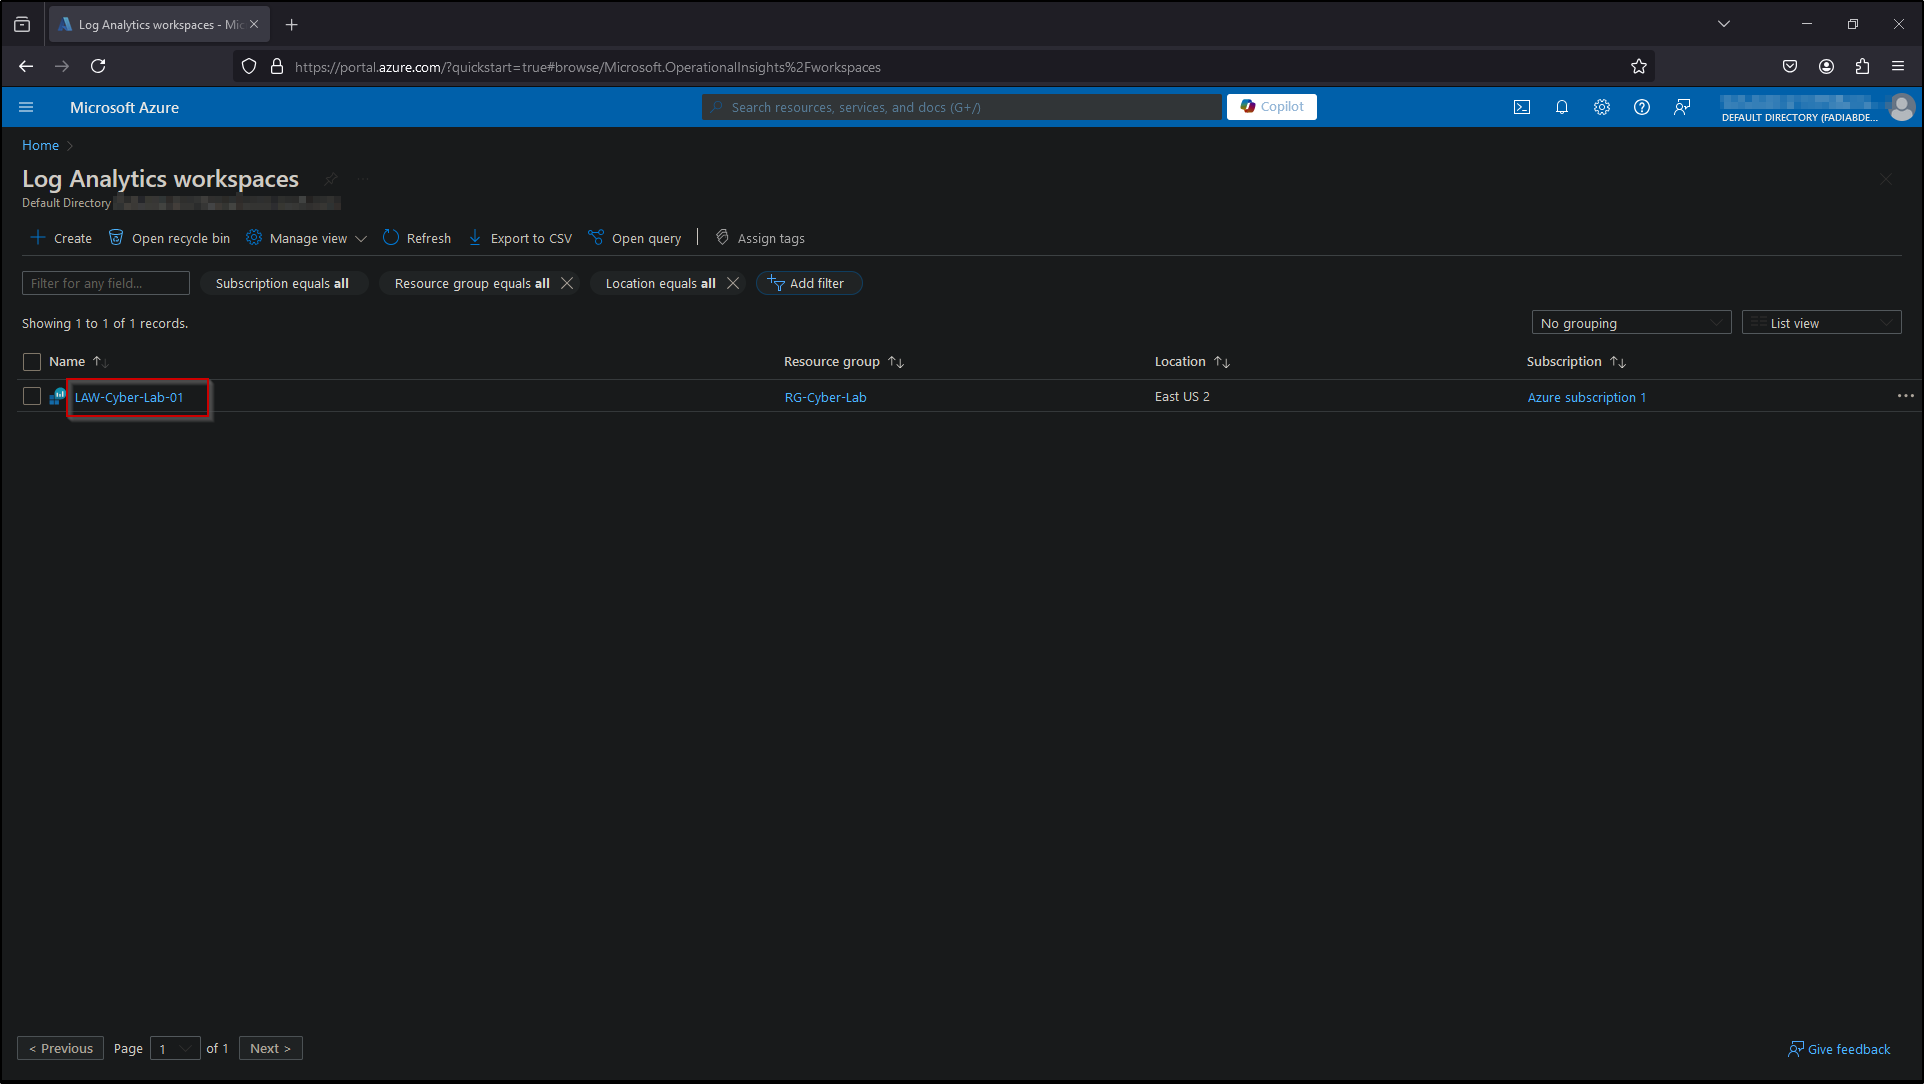 Log Analytics workspaces - Mic
https://portal.azure.com/?quickstart=true#browse/Microsoft.OperationalInsights%2Fworkspaces
Microsoft Azure
Search resources, services, and docs (G+/)
Copilot
DEFAULT DIRECTORY (FADIABDE...
Home
Log Analytics workspaces
Default Directory
Create
Open recycle bin
Manage view
Refresh
Export to CSV
Open query
Assign tags
Filter for any field...
Subscription equals all
Resource group equals all
Location equals all
Add filter
Showing 1 to 1 of 1 records.
No grouping
List view
Name
Resource group
Location
Subscription
LAW-Cyber-Lab-01
RG-Cyber-Lab
East US 2
Azure subscription 1
< Previous
Page
1
of 1
Next >
Give feedback